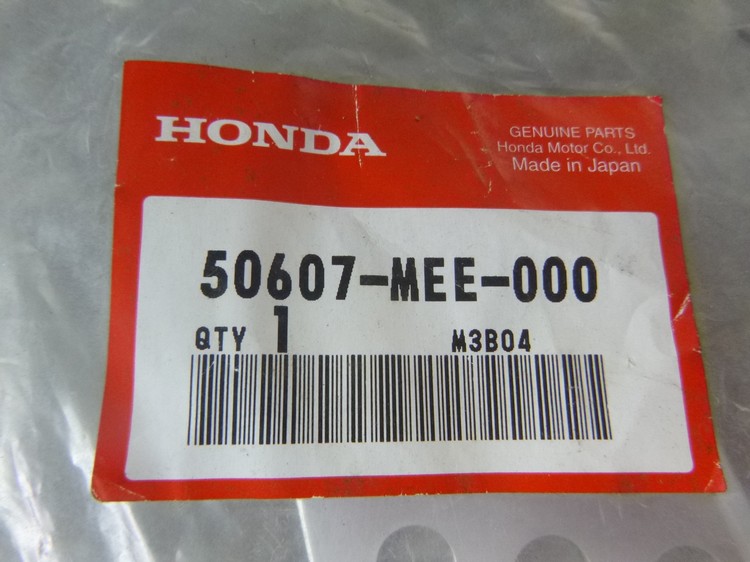 HONDA
GENUINE PARTS
Honda Motor Co., Ltd.
Made in Japan
50607-MEE-000
QTY 1 M3B04